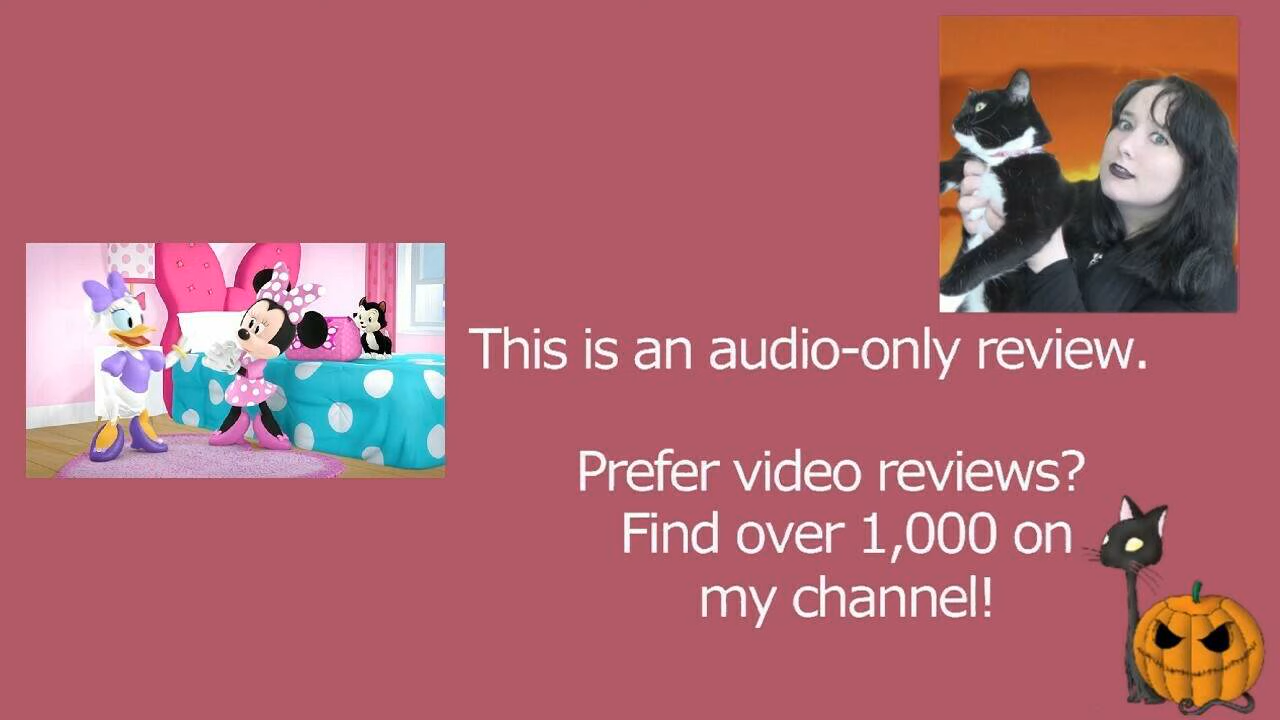 This is an audio-only review.
Prefer video reviews?
Find over 1,000 on
my channel!